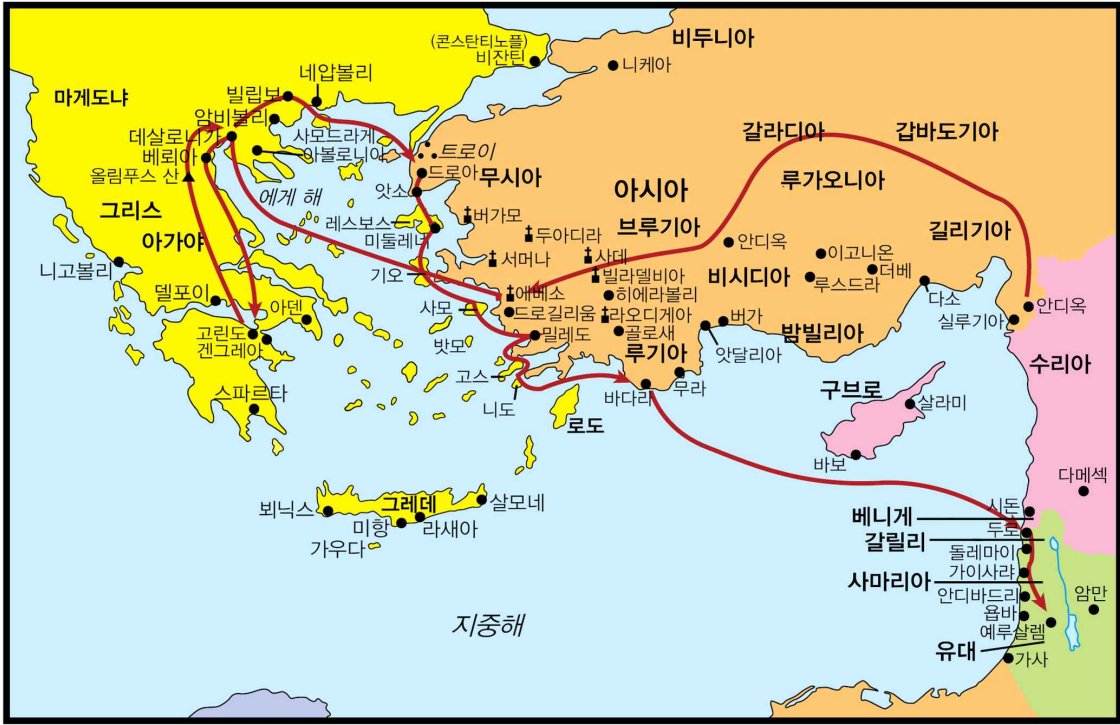 (콘스탄티노플)
비잔틴
비두니아
니케아
네압볼리
빌립보
마게도냐
암비볼리
데살로니가
사모드라게
아볼로니아
베뢰아
올림푸스 산
에게 해
트로이
드로아
무시아
앗소
갈라디아
갑바도기아
아시아
루가오니아
그리스
레스보스
버가모
브루기아
길리기아
아가야
미둘레네
두아디라
안디옥
이고니온
니고볼리
기오
서머나
사데
비시디아
더베
빌라델비아
루스드라
델포이
아덴
사모
에베소
히에라볼리
다소
안디옥
드로길리움
라오디게아
버가
실루기아
고린도
겐그레아
밧모
밀레도
골로새
밤빌리아
루기아
앗달리아
수리아
고스
무라
스파르타
니도
바다라
구브로
살라미
로도
바보
다메섹
그레데
살모네
뵈닉스
미항
라새아
가우다
시돈
베니게
두로
갈릴리
돌레마이
가이사랴
사마리아
안디바드리
암만
욥바
지중해
예루살렘
유대
가사